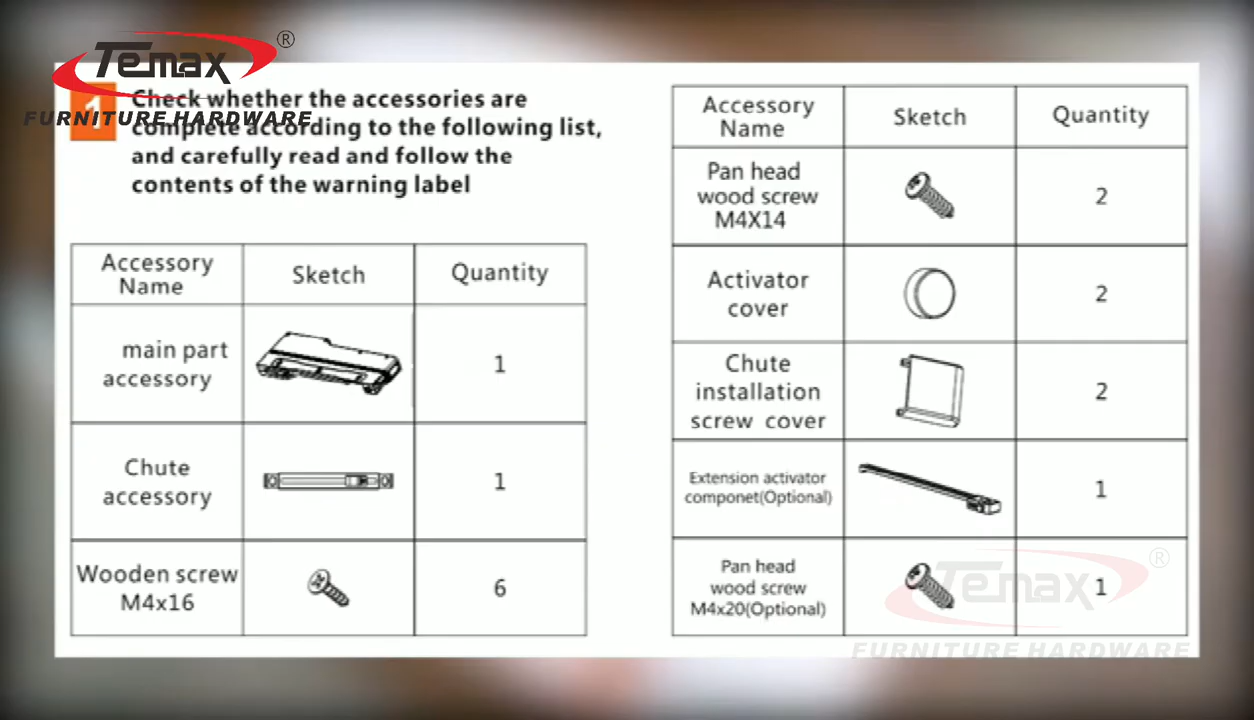 Temax®
FURNITURE HARDWARE
1
Check whether the accessories are
complete according to the following list,
and carefully read and follow the
contents of the warning label
Accessory
Name
Sketch
Quantity
main part
accessory
1
Chute
accessory
1
Wooden screw
M4x16
6
Accessory
Name
Sketch
Quantity
Pan head
wood screw
M4X14
2
Activator
cover
2
Chute
installation
screw cover
2
Extension activator
componet(Optional)
1
Pan head
wood screw
M4x20(Optional)
1
Temax®
FURNITURE HARDWARE